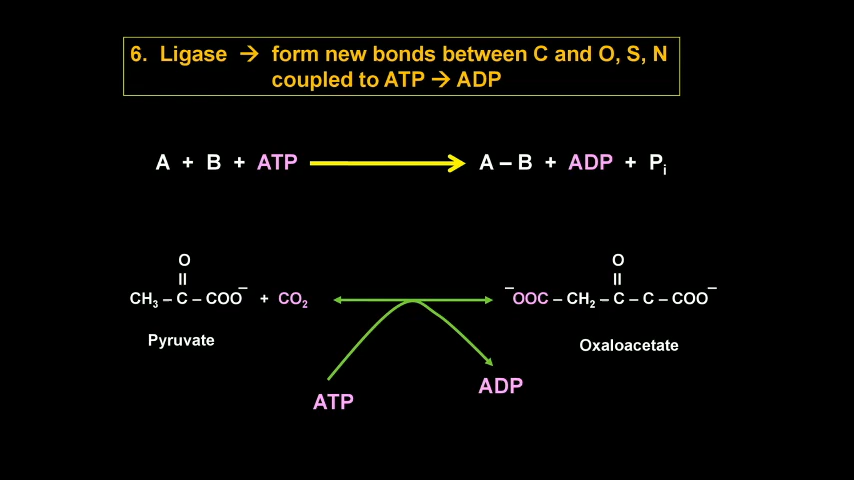 6. Ligase → form new bonds between C and O, S, N
coupled to ATP → ADP
A + B + ATP → A – B + ADP + Pi
O
CH3 – C – COO– + CO2
Pyruvate
O
–OOC – CH2 – C – C – COO–
Oxaloacetate
ATP
ADP